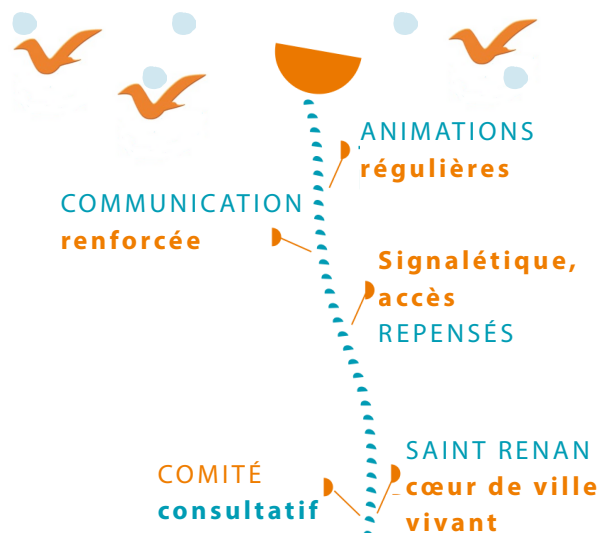 ANIMATIONS
régulières
COMMUNICATION
renforcée
Signalétique,
accès
REPENSÉS
COMITÉ
consultatif
SAINT RENAN
cœur de ville
vivant